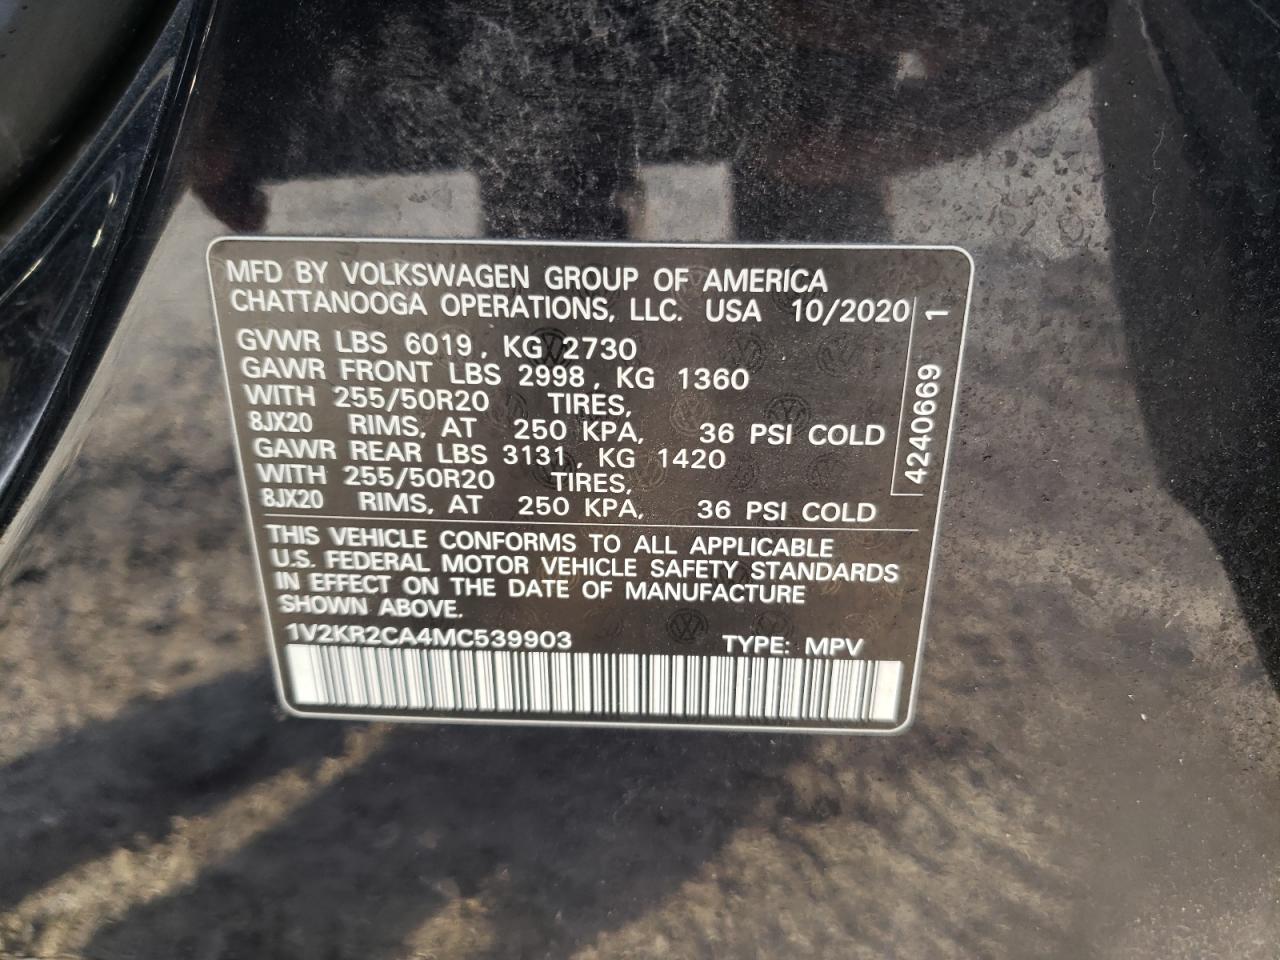 MFD BY VOLKSWAGEN GROUP OF AMERICA
CHATTANOOGA OPERATIONS, LLC. USA 10/2020
GVWR LBS 6019, KG 2730
GAWR FRONT LBS 2998, KG 1360
WITH 255/50R20 TIRES,
8JX20 RIMS, AT 250 KPA, 36 PSI COLD
GAWR REAR LBS 3131, KG 1420
WITH 255/50R20 TIRES,
8JX20 RIMS, AT 250 KPA, 36 PSI COLD
4240669 1
THIS VEHICLE CONFORMS TO ALL APPLICABLE
U.S. FEDERAL MOTOR VEHICLE SAFETY STANDARDS
IN EFFECT ON THE DATE OF MANUFACTURE
SHOWN ABOVE.
1V2KR2CA4MC539903 TYPE: MPV